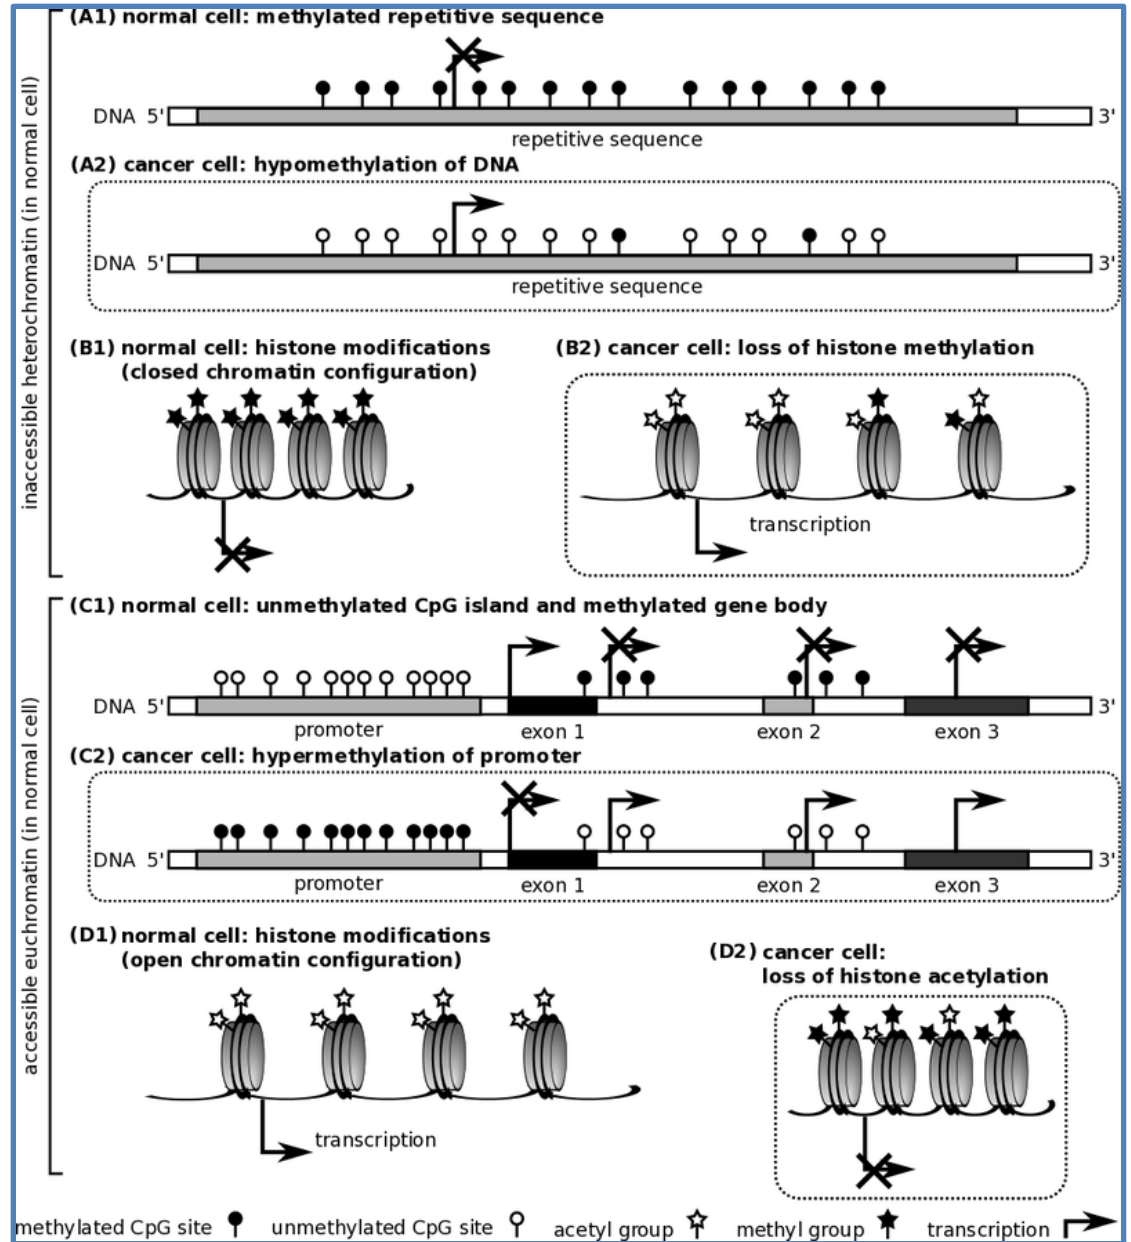 (A1) normal cell: methylated repetitive sequence
DNA 5' 3'
repetitive sequence
(A2) cancer cell: hypomethylation of DNA
DNA 5' 3'
repetitive sequence
inaccessible heterochromatin (in normal cell)
(B1) normal cell: histone modifications
(closed chromatin configuration)
(B2) cancer cell: loss of histone methylation
transcription
(C1) normal cell: unmethylated CpG island and methylated gene body
DNA 5' 3'
promoter exon 1 exon 2 exon 3
(C2) cancer cell: hypermethylation of promoter
DNA 5' 3'
promoter exon 1 exon 2 exon 3
accessible euchromatin (in normal cell)
(D1) normal cell: histone modifications
(open chromatin configuration)
transcription
(D2) cancer cell:
loss of histone acetylation
methylated CpG site unmethylated CpG site acetyl group methyl group transcription